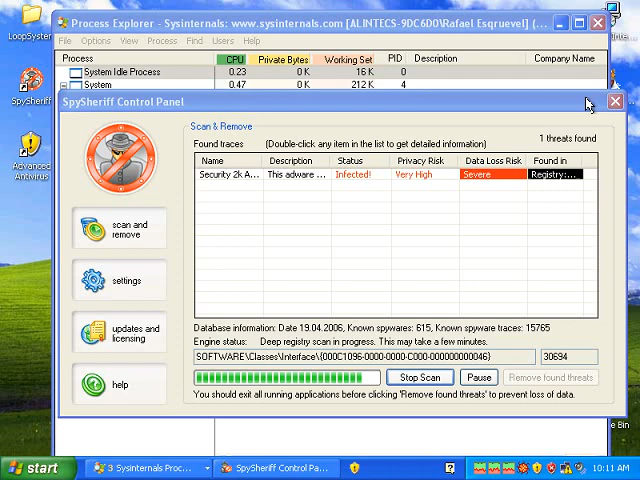 LoopSyster
SpySheriff
Advanced
Antivirus
Process Explorer - Sysinternals: www.sysinternals.com [ALINTECS-9DC6D0\Rafael Esqruevel] (...
File Options View Process Find Users Help
Process CPU Private Bytes Working Set PID Description Company Name
System Idle Process 0.23 0 K 16 K 0
System 0.47 0 K 212 K 4
SpySheriff Control Panel
scan and
remove
settings
updates and
licensing
help
Scan & Remove
Found traces (Double-click any item in the list to get detailed information) 1 threats found
Name Description Status Privacy Risk Data Loss Risk Found in
Security 2k A... This adware ... Infected! Very High Severe Registry:...
Database information: Date 19.04.2006, Known spywares: 615, Known spyware traces: 15765
Engine status: Deep registry scan in progress. This may take a few minutes.
SOFTWARE\Classes\Interface\{000C1096-0000-0000-C000-000000000046} 30694
Stop Scan Pause Remove found threats
You should exit all running applications before clicking 'Remove found threats' to prevent loss of data.
e Bin
start 3 Sysinternals Proc... SpySheriff Control Pa... 10:11 AM